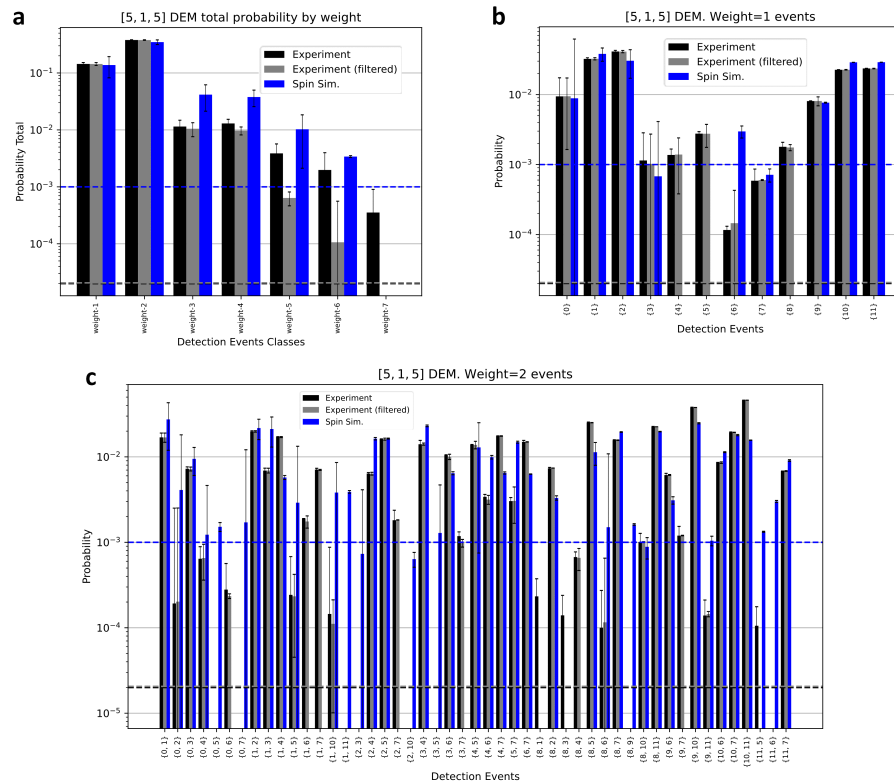 a
[5, 1, 5] DEM total probability by weight
Experiment
Experiment (filtered)
Spin Sim.
Probability Total
10⁻¹
10⁻²
10⁻³
10⁻⁴
weight-1
weight-2
weight-3
weight-4
weight-5
weight-6
weight-7
Detection Events Classes
b
[5, 1, 5] DEM. Weight=1 events
Experiment
Experiment (filtered)
Spin Sim.
Probability
10⁻²
10⁻³
10⁻⁴
{0}
{1}
{2}
{3}
{4}
{5}
{6}
{7}
{8}
{9}
{10}
{11}
Detection Events
c
[5, 1, 5] DEM. Weight=2 events
Experiment
Experiment (filtered)
Spin Sim.
Probability
10⁻²
10⁻³
10⁻⁴
10⁻⁵
{0, 1}
{0, 2}
{0, 3}
{0, 4}
{0, 5}
{0, 6}
{0, 7}
{1, 2}
{1, 3}
{1, 4}
{1, 5}
{1, 6}
{1, 7}
{1, 10}
{1, 11}
{2, 3}
{2, 4}
{2, 5}
{2, 7}
{2, 10}
{3, 4}
{3, 5}
{3, 6}
{3, 7}
{4, 5}
{4, 6}
{4, 7}
{5, 7}
{6, 7}
{8, 1}
{8, 2}
{8, 3}
{8, 4}
{8, 5}
{8, 6}
{8, 7}
{8, 9}
{8, 10}
{8, 11}
{9, 6}
{9, 7}
{9, 10}
{9, 11}
{10, 6}
{10, 7}
{10, 11}
{11, 5}
{11, 6}
{11, 7}
Detection Events